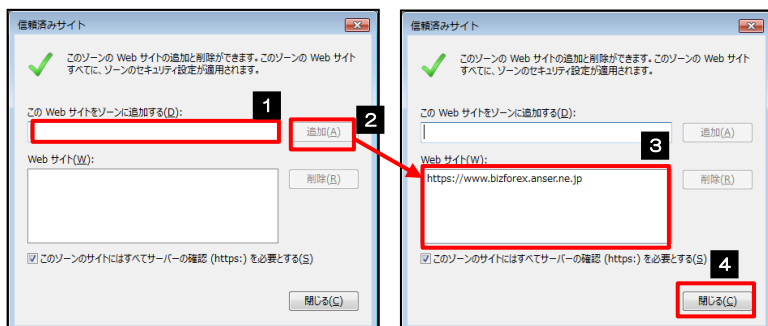 信頼済みサイト
このゾーンの Web サイトの追加と削除ができます。このゾーンの Web サイト
すべてに、ゾーンのセキュリティ設定が適用されます。
1
この Web サイトをゾーンに追加する(D):
追加(A)
2
Web サイト(W):
削除(R)
このゾーンのサイトにはすべてサーバーの確認 (https:) を必要とする(S)
閉じる(C)
信頼済みサイト
このゾーンの Web サイトの追加と削除ができます。このゾーンの Web サイト
すべてに、ゾーンのセキュリティ設定が適用されます。
この Web サイトをゾーンに追加する(D):
追加(A)
3
Web サイト(W):
https://www.bizforex.anser.ne.jp
削除(R)
このゾーンのサイトにはすべてサーバーの確認 (https:) を必要とする(S)
4
閉じる(C)